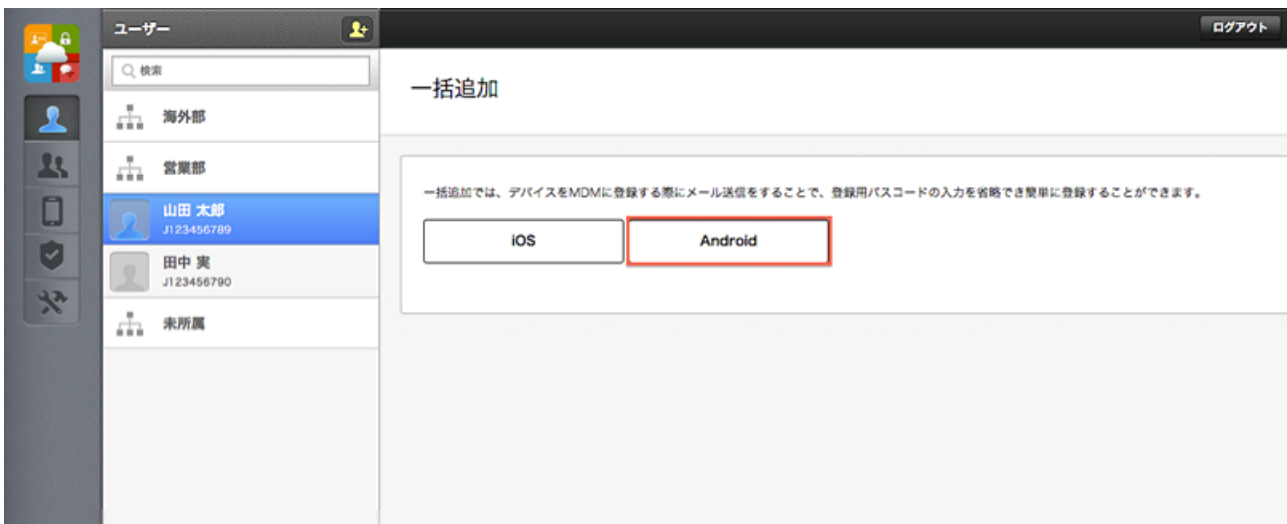 ユーザー
ログアウト
検索
一括追加
海外部
営業部
山田 太郎
J123456789
田中 実
J123456790
未所属
一括追加では、デバイスをMDMに登録する際にメール送信をすることで、登録用パスコードの入力を省略でき簡単に登録することができます。
iOS
Android